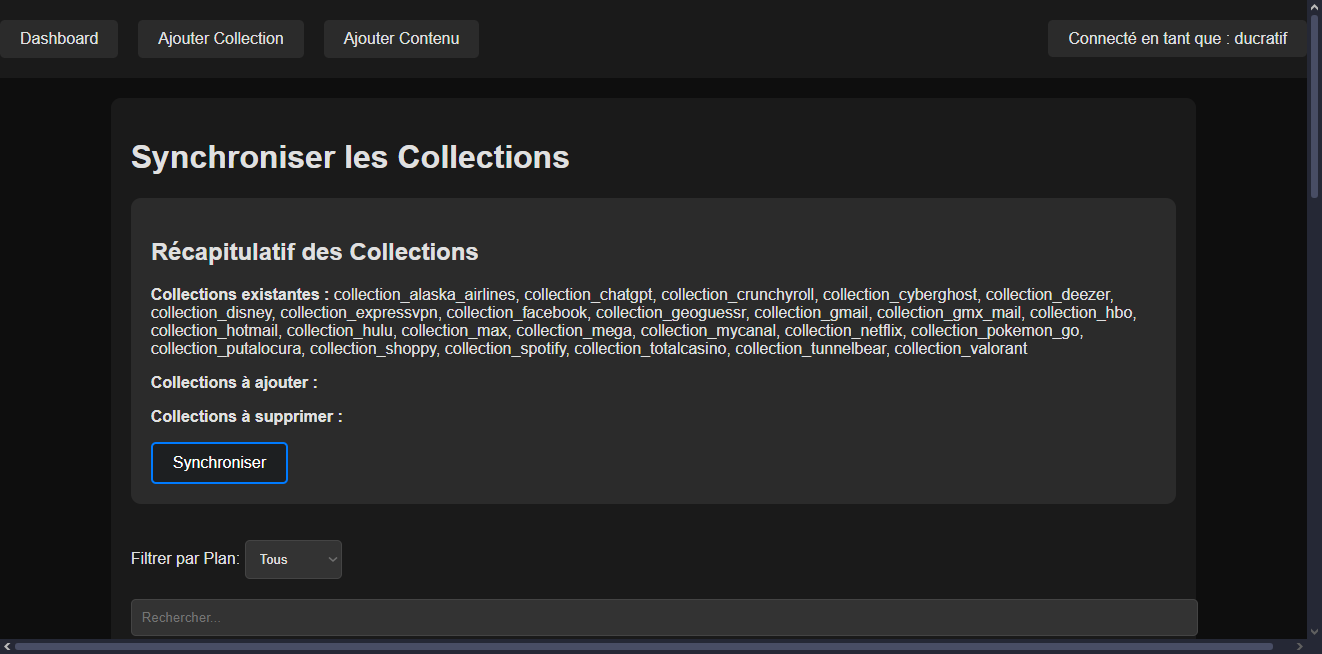 Dashboard
Ajouter Collection
Ajouter Contenu
Connecté en tant que : ducratif
Synchroniser les Collections
Récapitulatif des Collections
Collections existantes : collection_alaska_airlines, collection_chatgpt, collection_crunchyroll, collection_cyberghost, collection_deezer,
collection_disney, collection_expressvpn, collection_facebook, collection_geoguessr, collection_gmail, collection_gmx_mail, collection_hbo,
collection_hotmail, collection_hulu, collection_max, collection_mega, collection_mycanal, collection_netflix, collection_pokemon_go,
collection_putalocura, collection_shoppy, collection_spotify, collection_totalcasino, collection_tunnelbear, collection_valorant
Collections à ajouter :
Collections à supprimer :
Synchroniser
Filtrer par Plan: Tous
Rechercher...